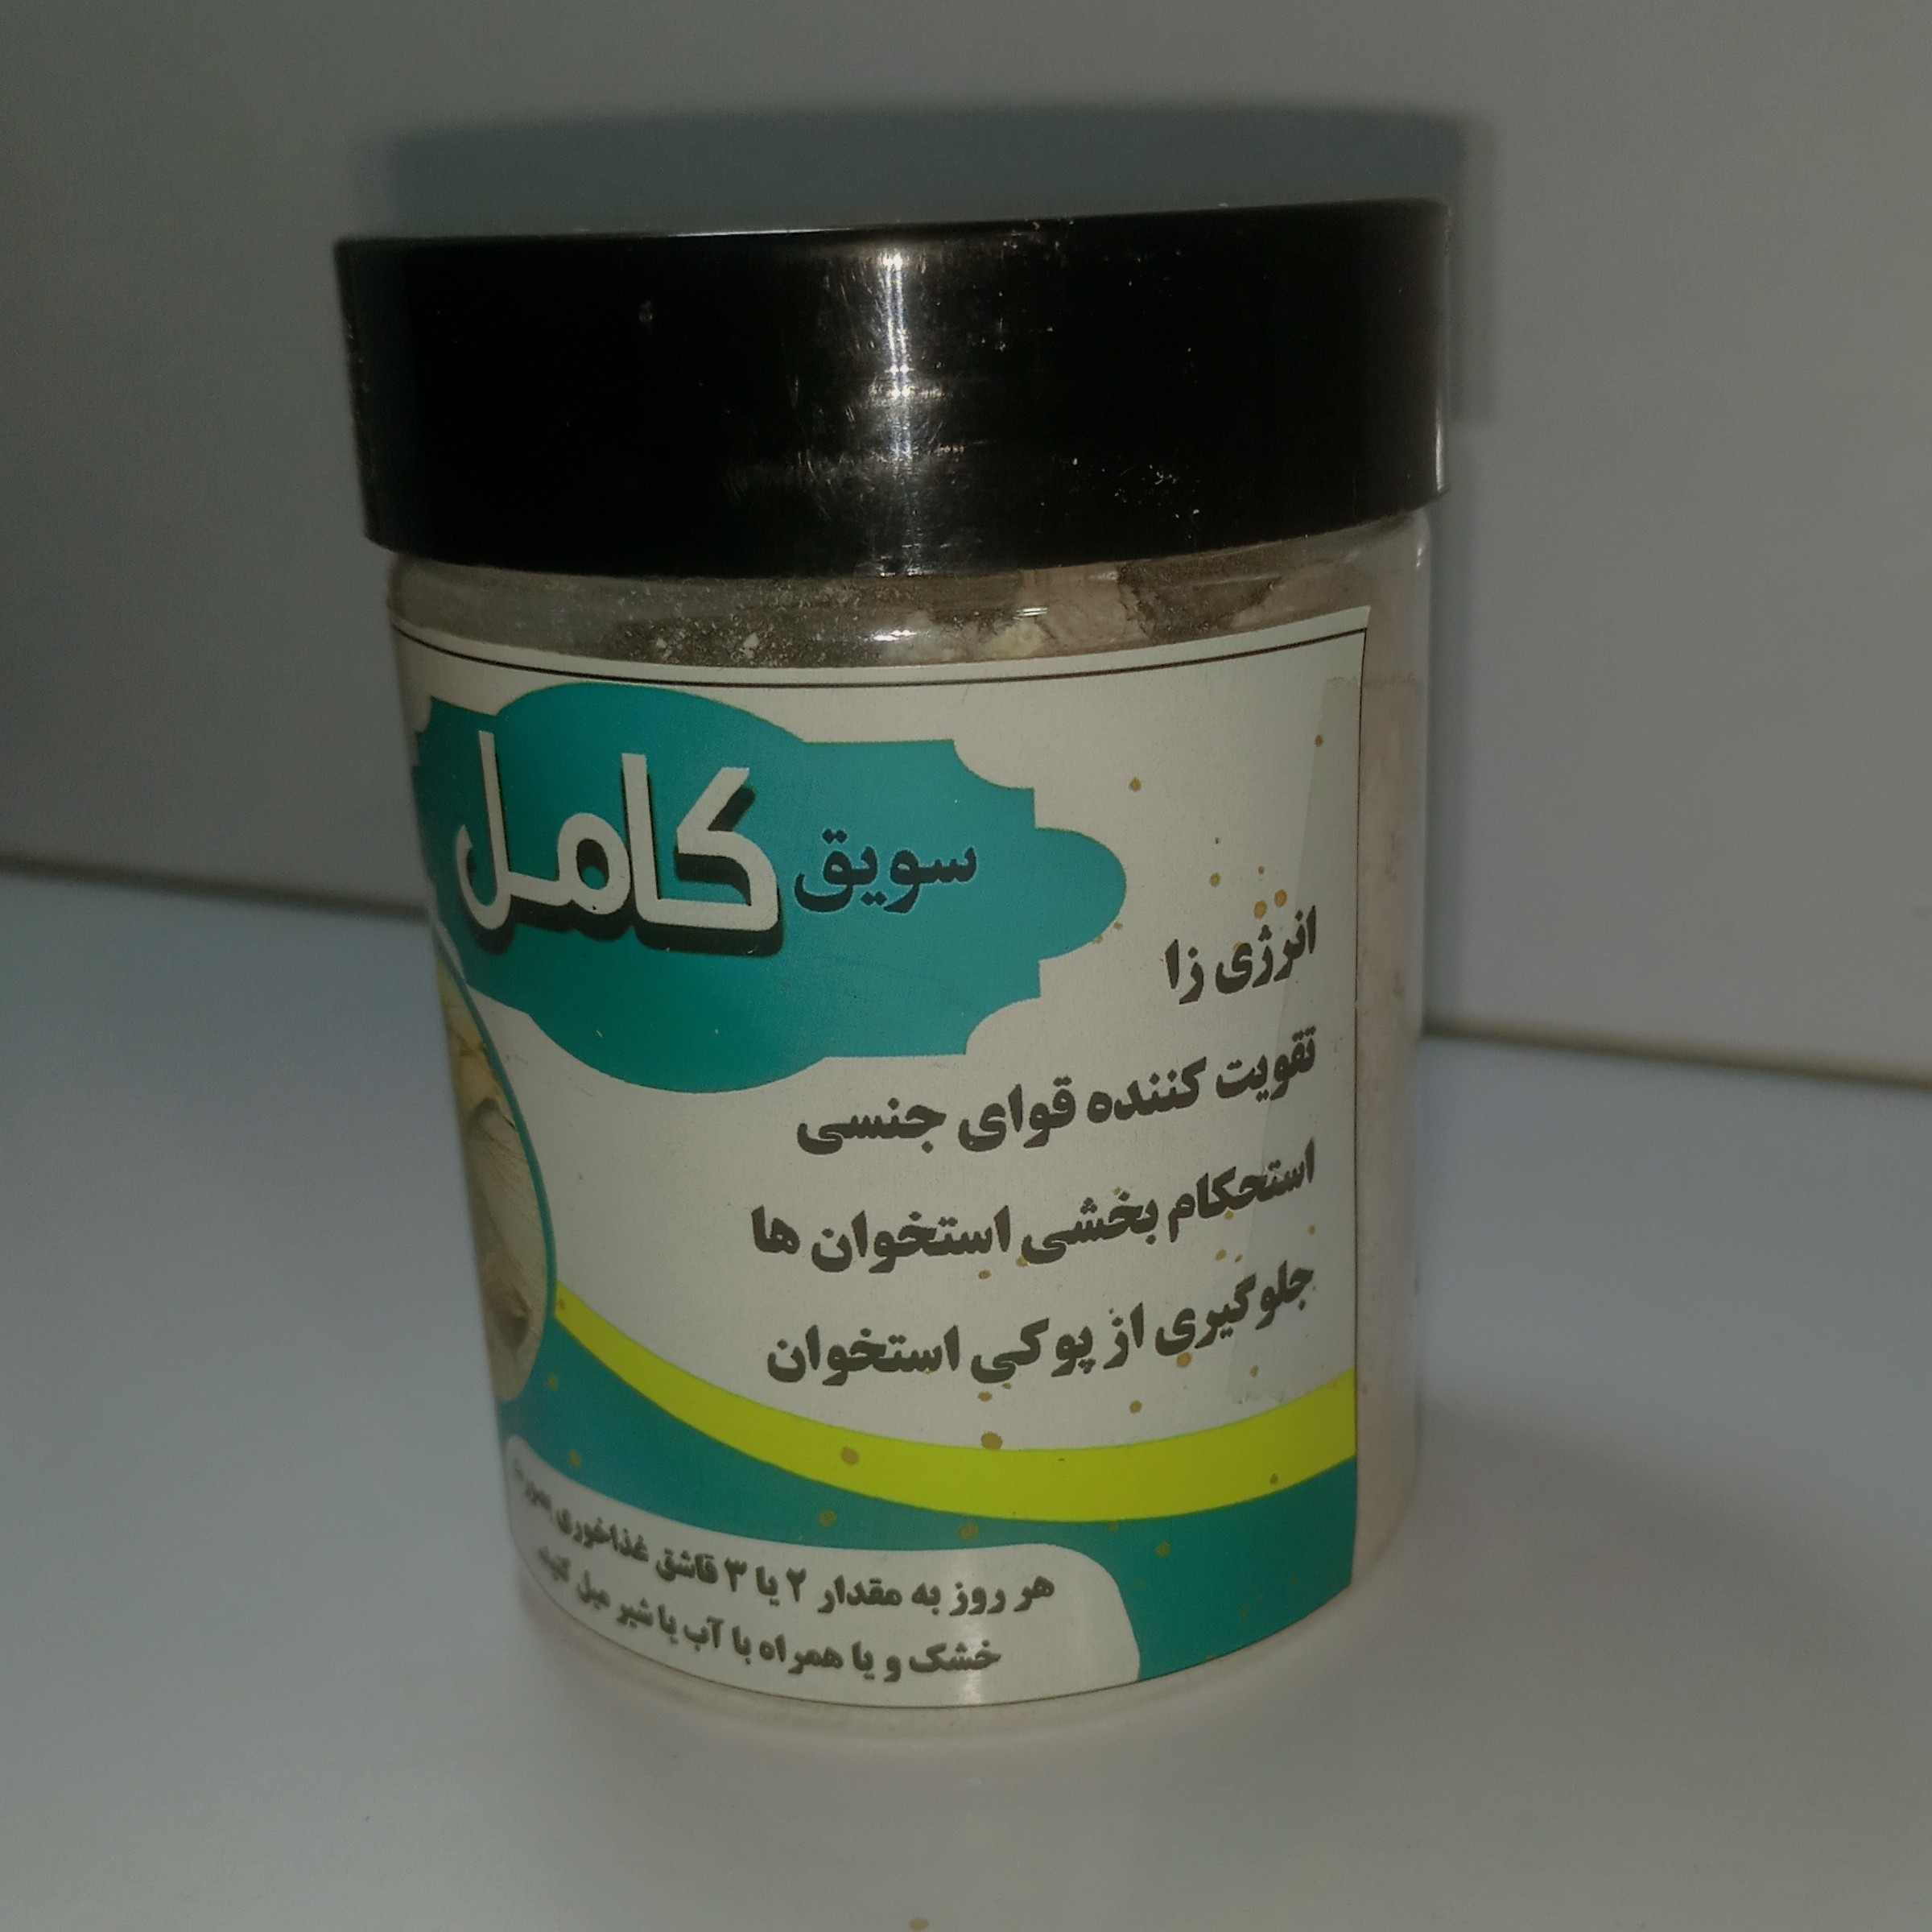 سویق کامل
انرژی زا
تقویت کننده قوای جنسی
استحکام بخشی استخوان ها
جلوگیری از پوکی استخوان
هر روز به مقدار ۲ یا ۳ قاشق غذاخوری
خشک و یا همراه با آب یا شیر میل کنید